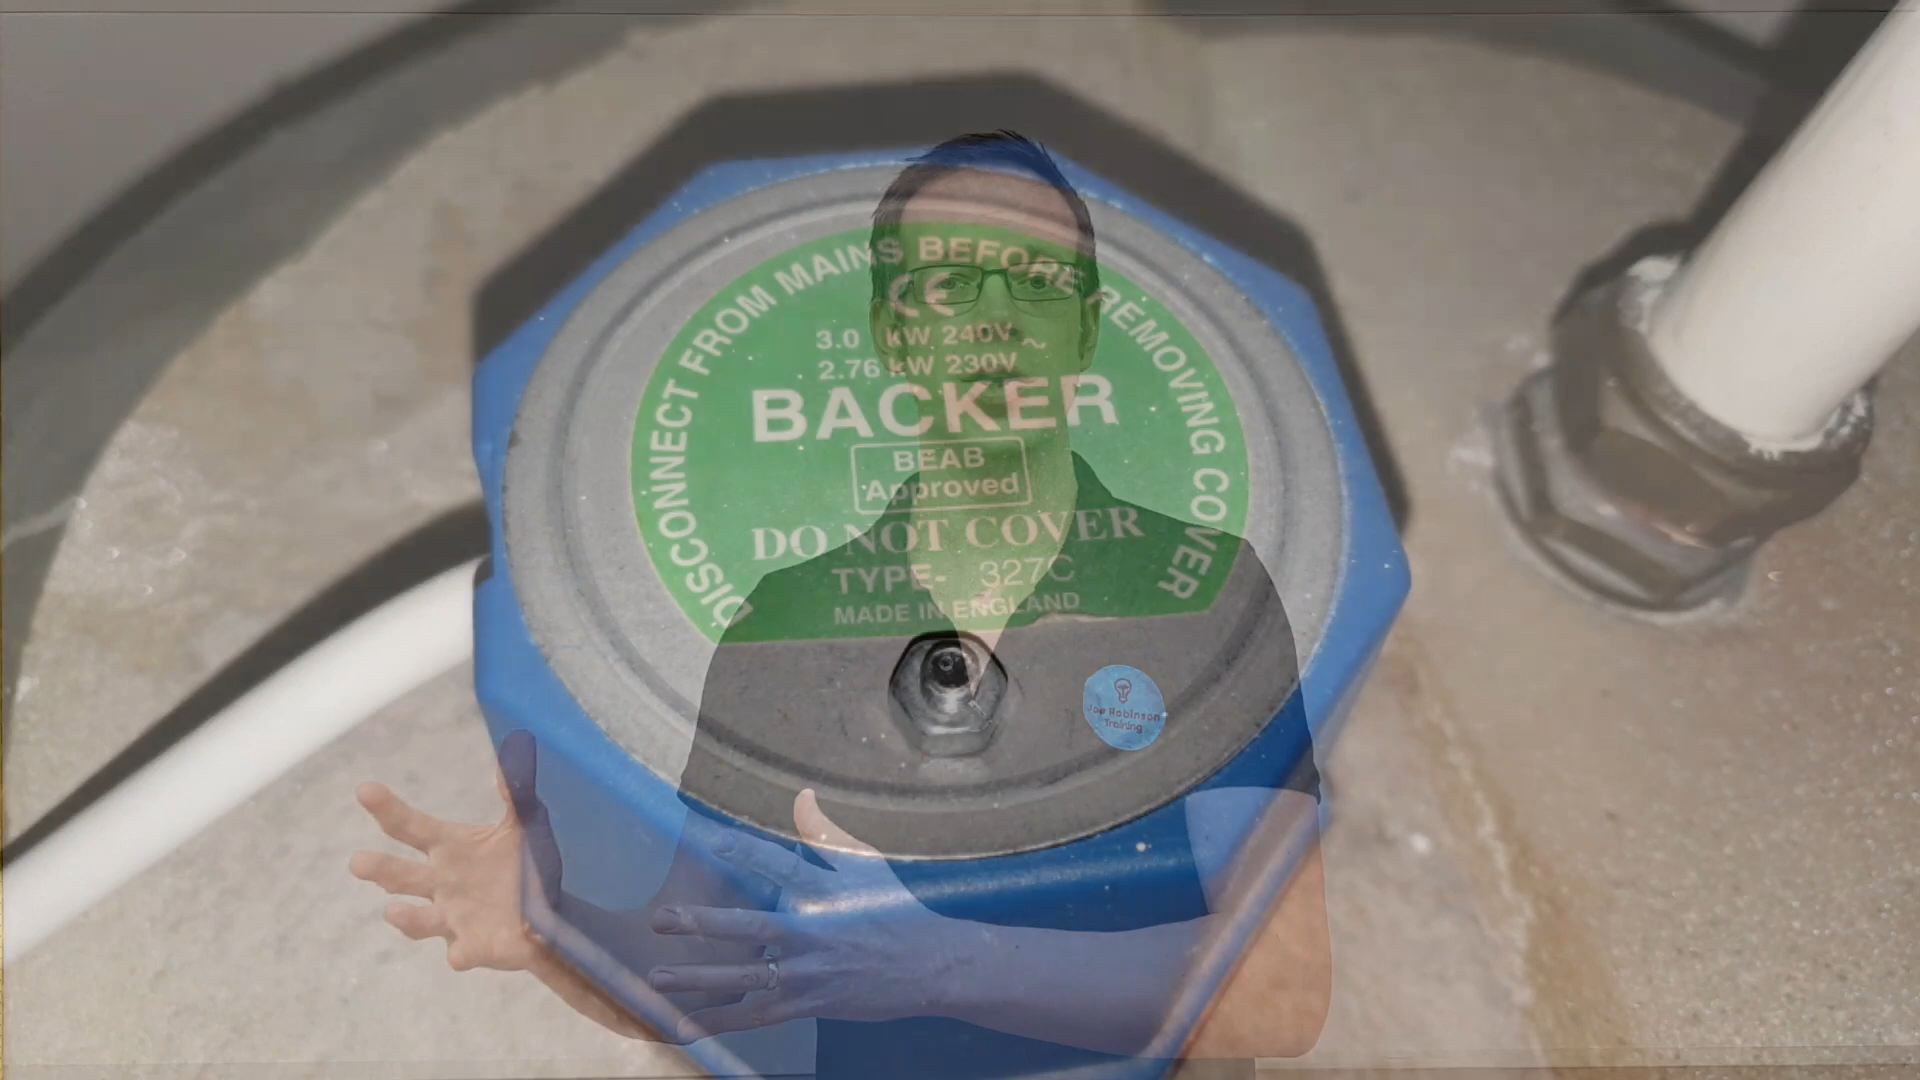 DISCONNECT FROM MAINS BEFORE REMOVING COVER
CE
3.0 kW 240V ~
2.76 kW 230V
BACKER
BEAB
Approved
DO NOT COVER
TYPE- 327C
MADE IN ENGLAND
Joe Robinson
Training